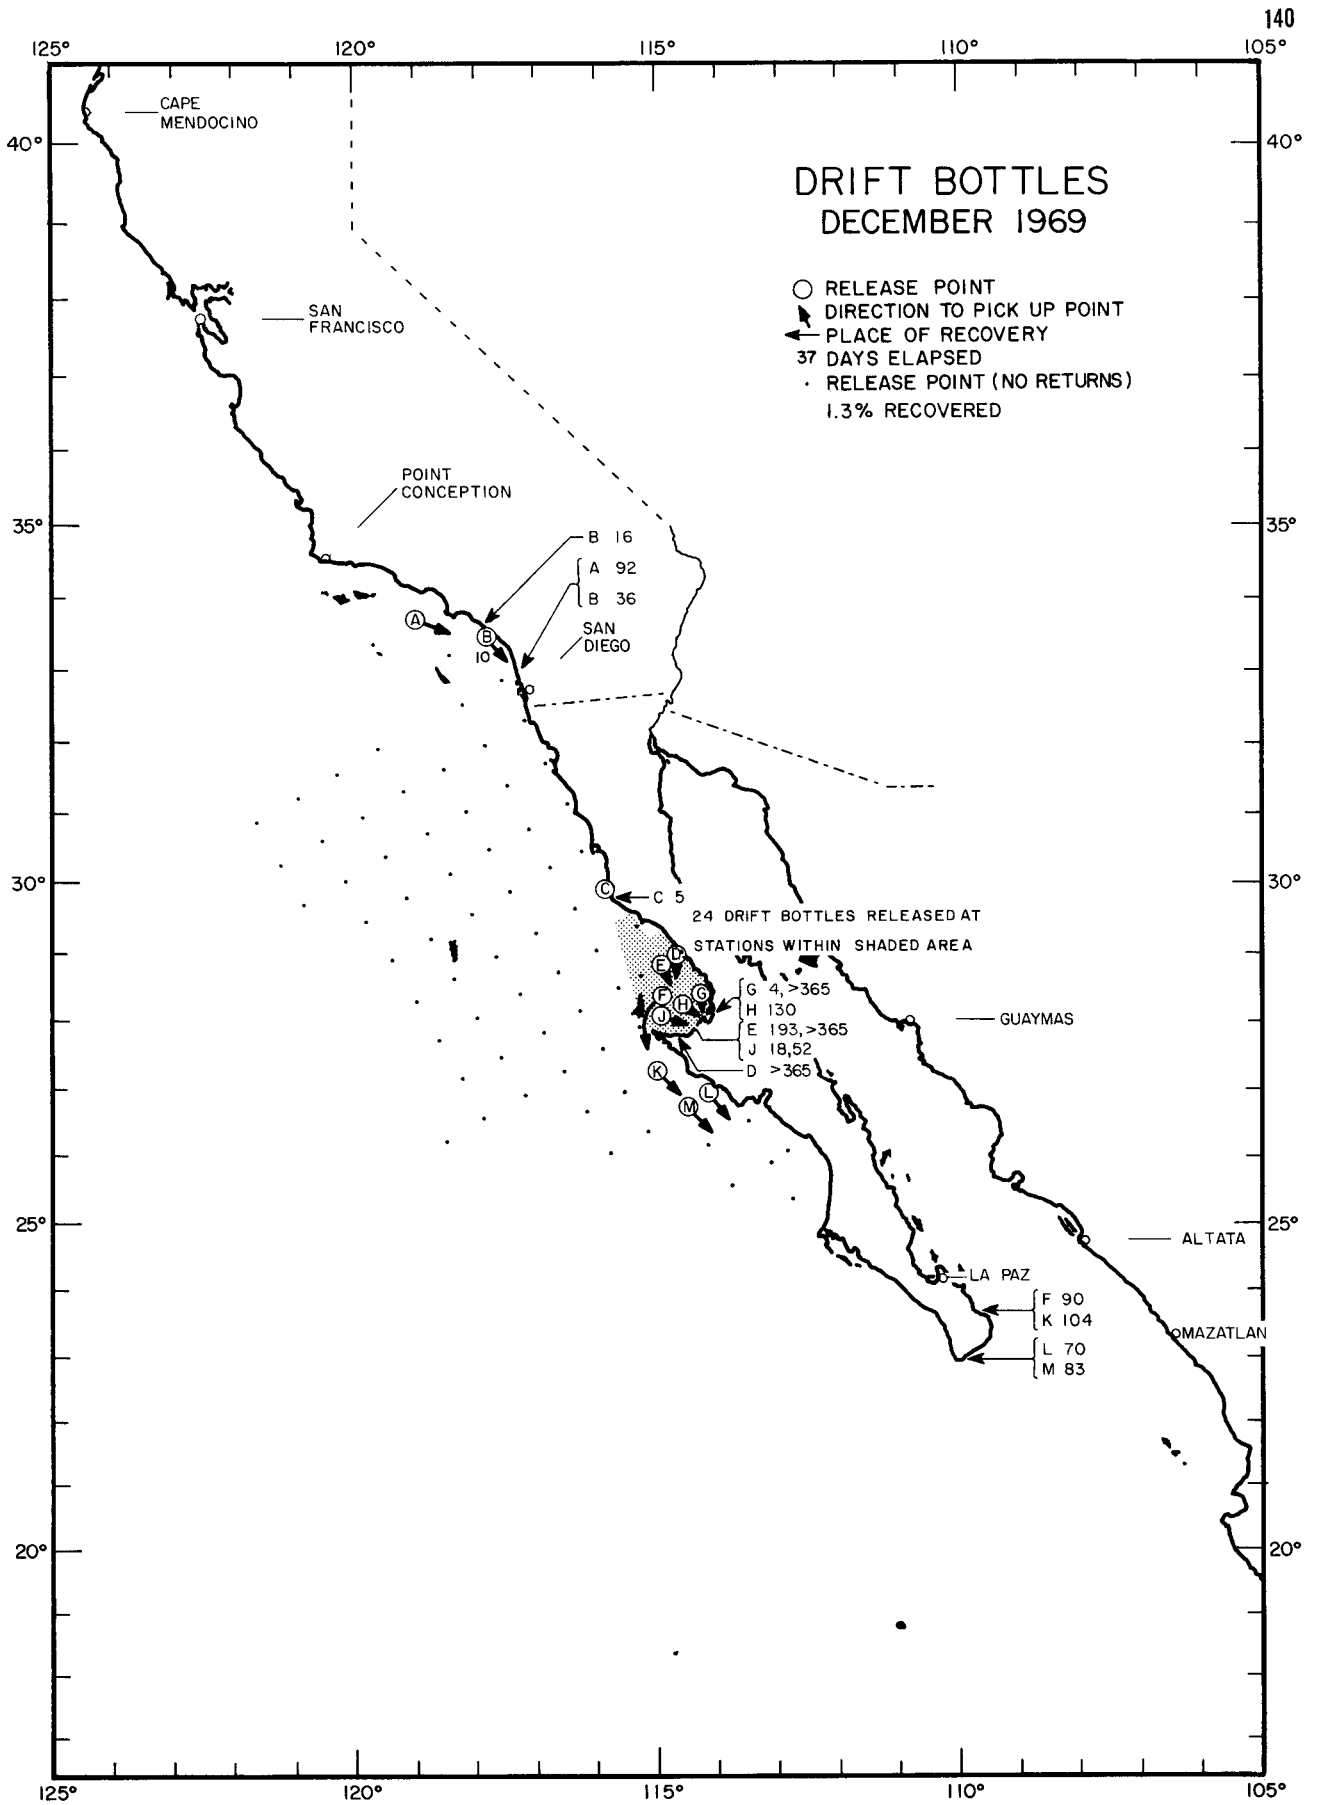 140
125° 120° 115° 110° 105°
CAPE
MENDOCINO
40° 40°
DRIFT BOTTLES
DECEMBER 1969
RELEASE POINT
DIRECTION TO PICK UP POINT
PLACE OF RECOVERY
37 DAYS ELAPSED
RELEASE POINT (NO RETURNS)
1.3% RECOVERED
SAN
FRANCISCO
POINT
CONCEPTION
35° 35°
B 16
A 92
B 36
SAN
DIEGO
A
B
10
30° 30°
C
C 5
24 DRIFT BOTTLES RELEASED AT
STATIONS WITHIN SHADED AREA
D
E
F
G
H
J
G 4, >365
H 130
E 193, >365
J 18,52
D >365
GUAYMAS
K
L
M
25° 25°
ALTATA
LA PAZ
F 90
K 104
MAZATLAN
L 70
M 83
20° 20°
125° 120° 115° 110° 105°